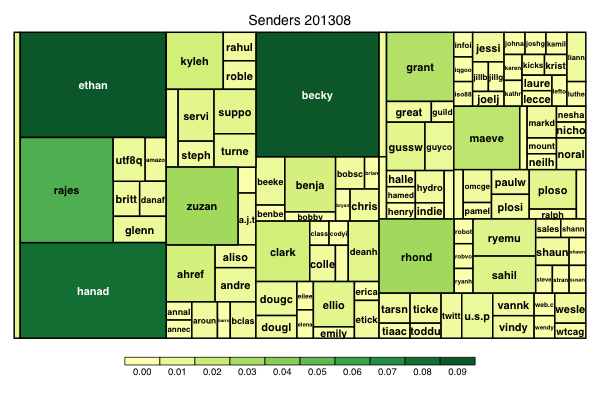 Senders 201308
ethan
rajes
utf8q
amazo
britt
danaf
glenn
hanad
kyleh
rahul
roble
servi
suppo
steph
turne
zuzan
a.j.t
ahref
aliso
andre
annal
annec
aroun
bclas
becky
beeke
benbe
benja
bobby
bobsc
brian
bryan
chris
clark
class
codyi
colle
deanh
dougc
dougl
eilee
elena
ellio
emily
erica
etick
grant
great
guild
gussw
guyco
halle
hamed
henry
hydro
indie
infoi
iqgoo
iso88
jessi
jillb
jillg
joelj
johna
joshg
kamil
karen
kathr
kicks
krist
laure
lecce
lefto
liann
luthe
maeve
markd
mount
neilh
nesha
nicho
noral
omcge
pamel
paulw
plosi
ploso
ralph
rhond
robot
robvo
ryanh
ryemu
sahil
sales
shann
shaun
shawn
steve
stran
susan
tarsn
tiaac
ticke
toddu
twitt
u.s.p
vannk
vindy
web.c
wendy
wesle
wtcag
0.00 0.01 0.02 0.03 0.04 0.05 0.06 0.07 0.08 0.09